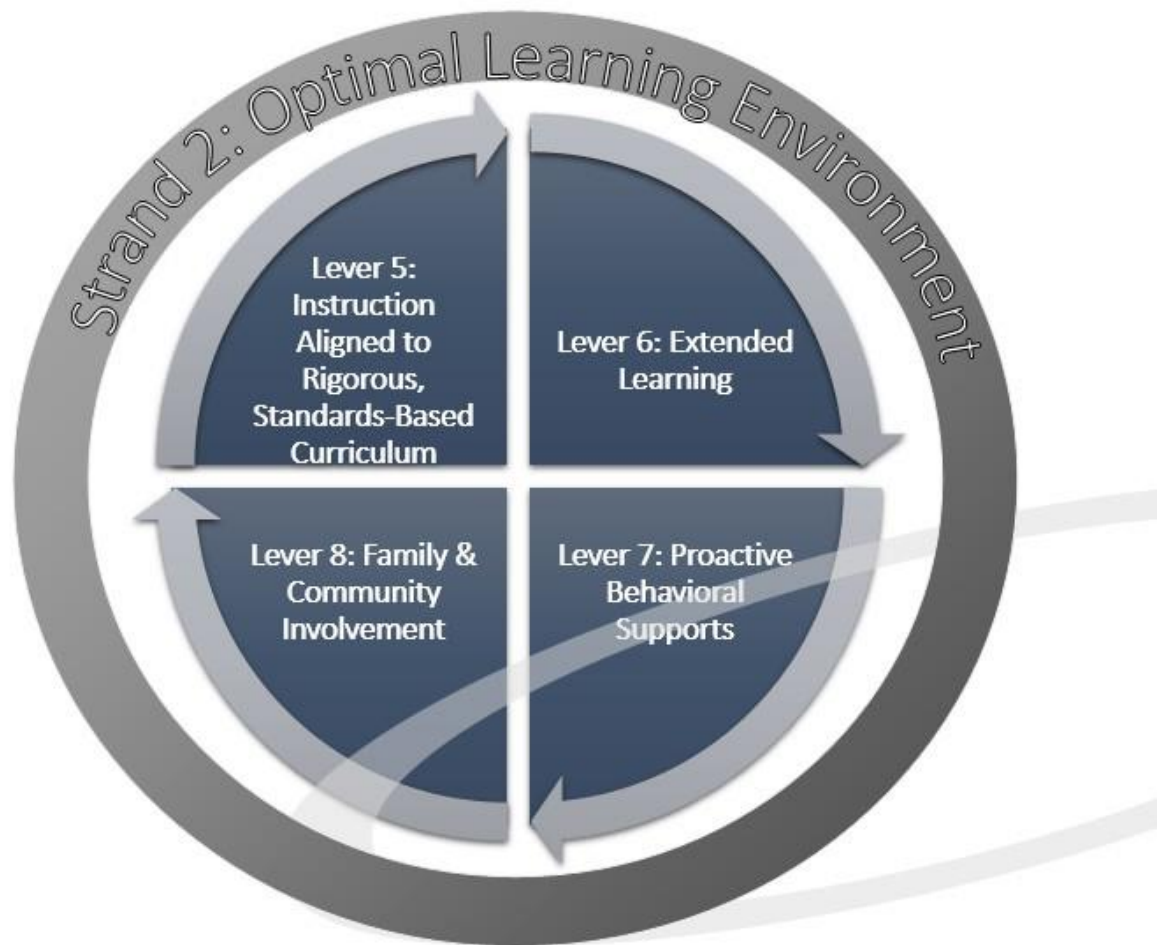 Strand 2: Optimal Learning Environment
Lever 5:
Instruction
Aligned to
Rigorous,
Standards-Based
Curriculum
Lever 6: Extended
Learning
Lever 8: Family &
Community
Involvement
Lever 7: Proactive
Behavioral
Supports